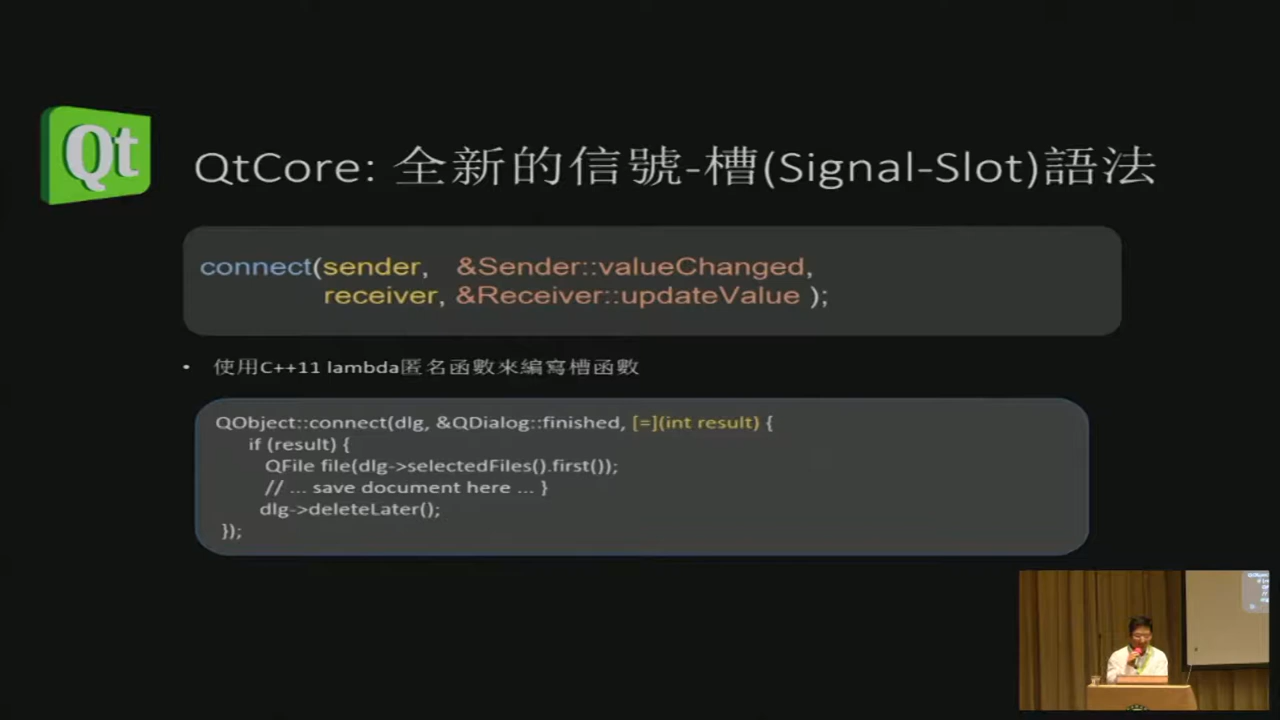 Qt
QtCore: 全新的信號-槽(Signal-Slot)語法
connect(sender, &Sender::valueChanged,
receiver, &Receiver::updateValue );
• 使用C++11 lambda匿名函數來編寫槽函數
QObject::connect(dlg, &QDialog::finished, [=](int result) {
if (result) {
QFile file(dlg->selectedFiles().first());
// ... save document here ... }
dlg->deleteLater();
});